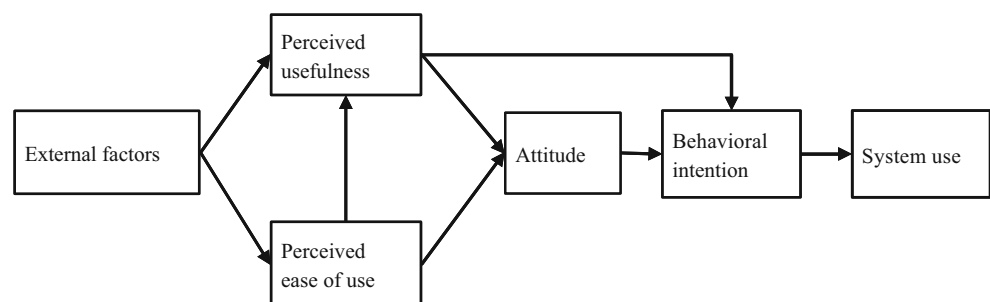 Perceived
usefulness
External factors
Attitude
Behavioral
intention
System use
Perceived
ease of use